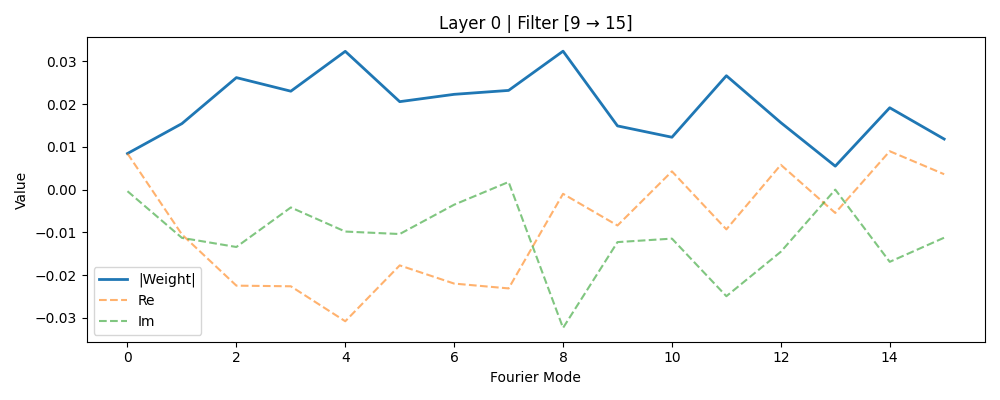 Layer 0 | Filter [9 → 15]
Value
0.03
0.02
0.01
0.00
−0.01
−0.02
−0.03
|Weight|
Re
Im
0 2 4 6 8 10 12 14
Fourier Mode